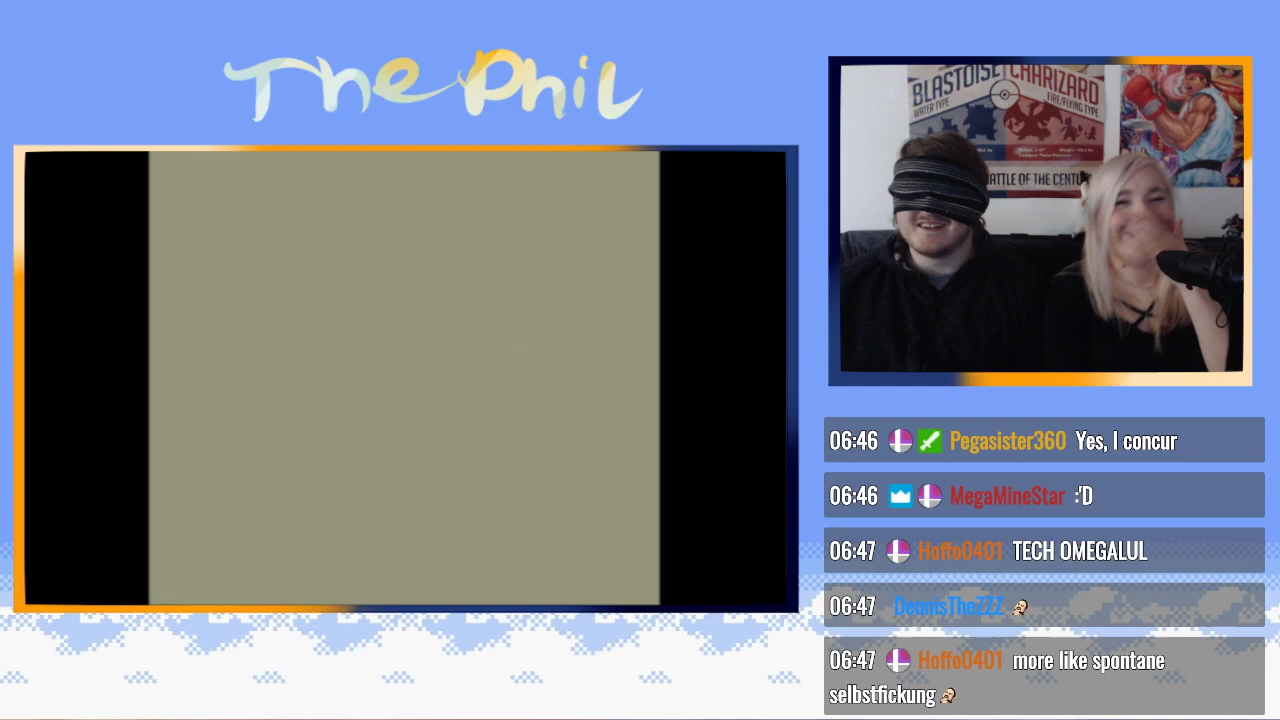 The Phil
BLASTOISE CHARIZARD
WATER TYPE
FIRE/FLYING TYPE
BATTLE OF THE CENTU
06:46 Pegasister360 Yes, I concur
06:46 MegaMineStar :'D
06:47 Hoffo0401 TECH OMEGALUL
06:47 DennisTheZZZ
06:47 Hoffo0401 more like spontane
selbstfickung